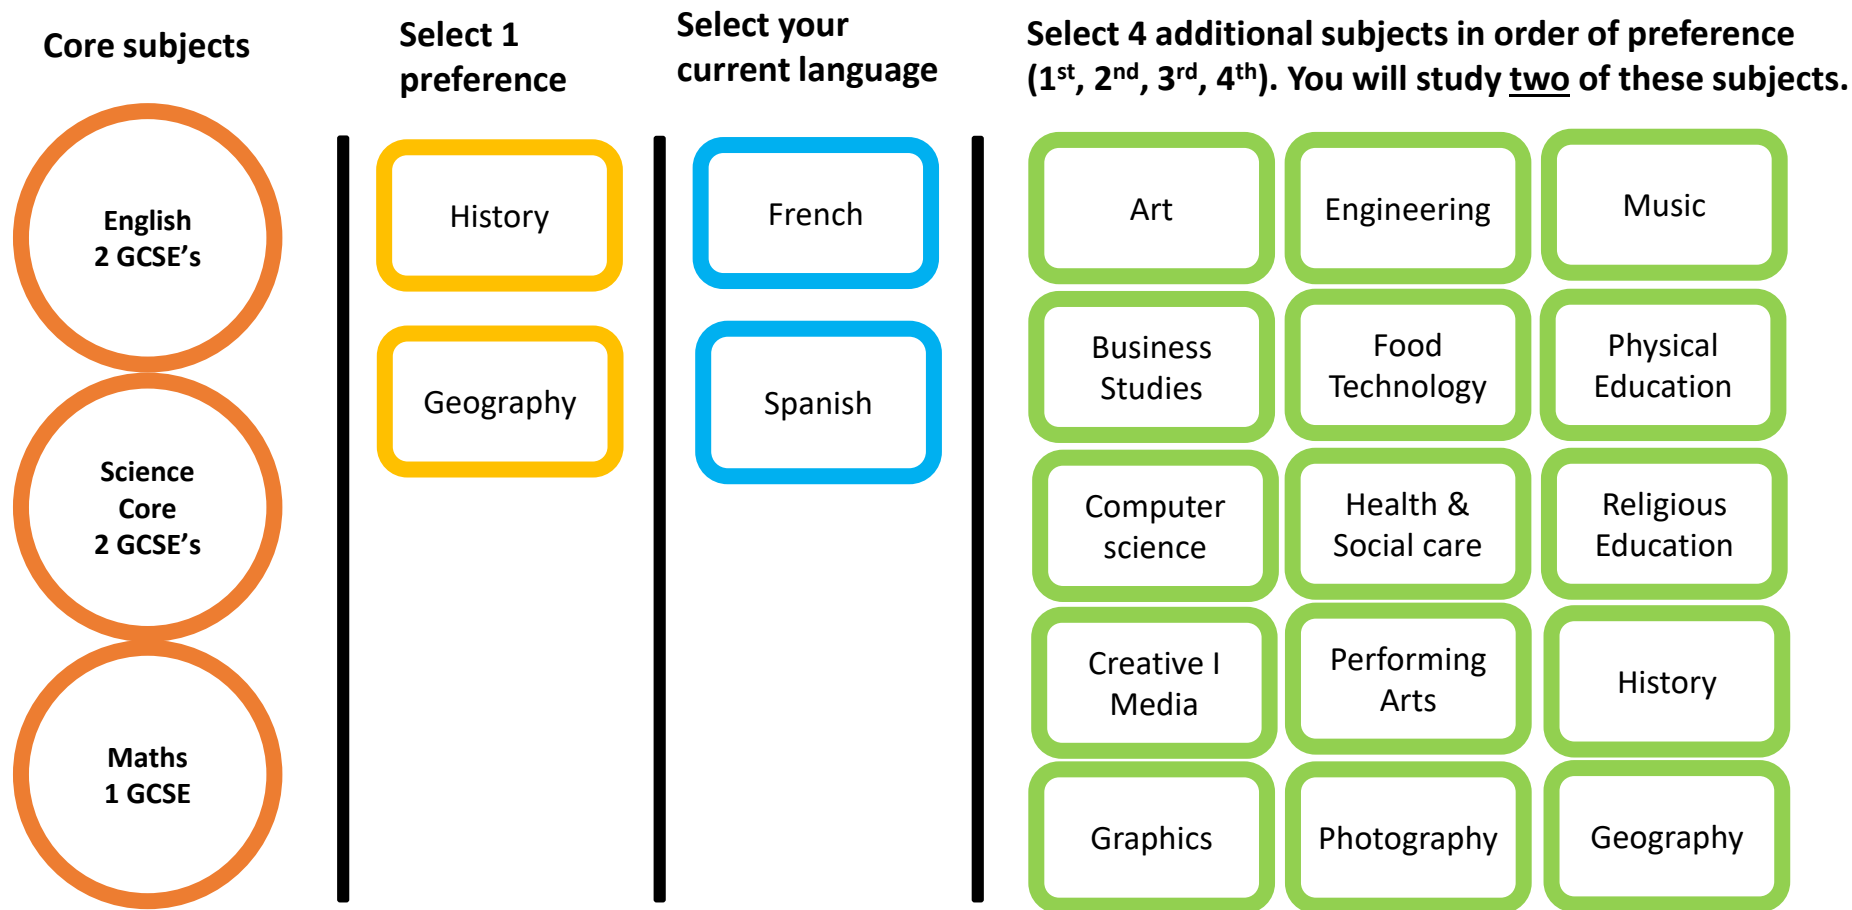 Core subjects
English
2 GCSE’s
Science
Core
2 GCSE’s
Maths
1 GCSE
Select 1
preference
History
Geography
Select your
current language
French
Spanish
Select 4 additional subjects in order of preference
(1st, 2nd, 3rd, 4th). You will study two of these subjects.
Art
Engineering
Music
Business
Studies
Food
Technology
Physical
Education
Computer
science
Health &
Social care
Religious
Education
Creative I
Media
Performing
Arts
History
Graphics
Photography
Geography